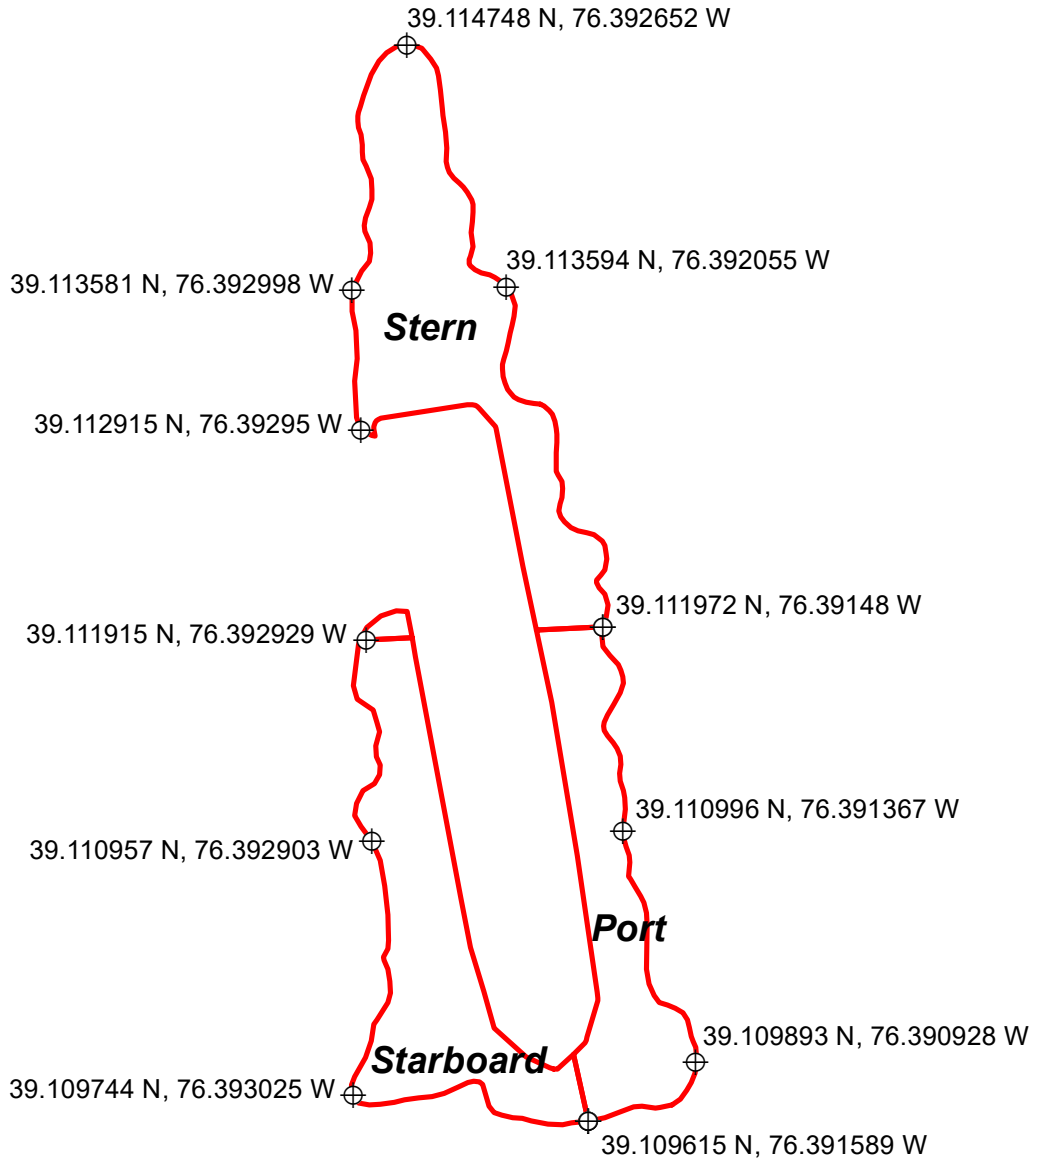 39.114748 N, 76.392652 W
39.113594 N, 76.392055 W
39.113581 N, 76.392998 W
Stern
39.112915 N, 76.39295 W
39.111972 N, 76.39148 W
39.111915 N, 76.392929 W
39.110996 N, 76.391367 W
39.110957 N, 76.392903 W
Port
39.109893 N, 76.390928 W
Starboard
39.109744 N, 76.393025 W
39.109615 N, 76.391589 W